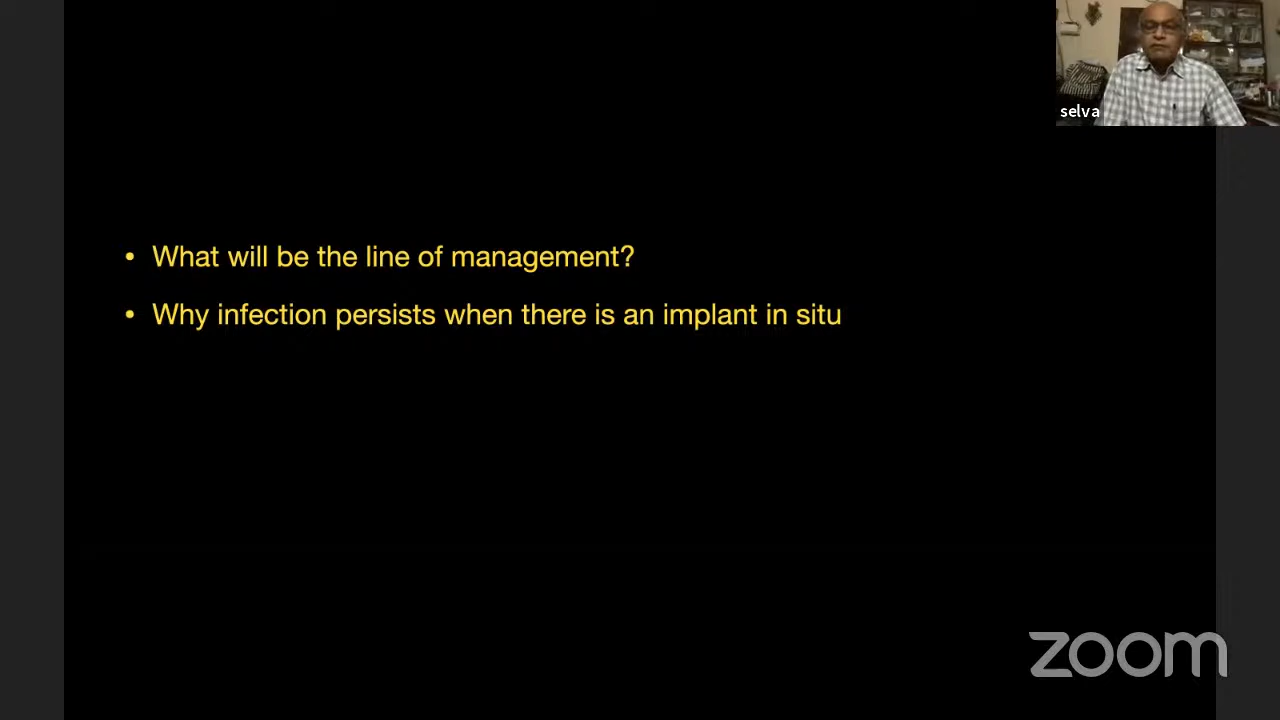 selva
• What will be the line of management?
• Why infection persists when there is an implant in situ
zoom